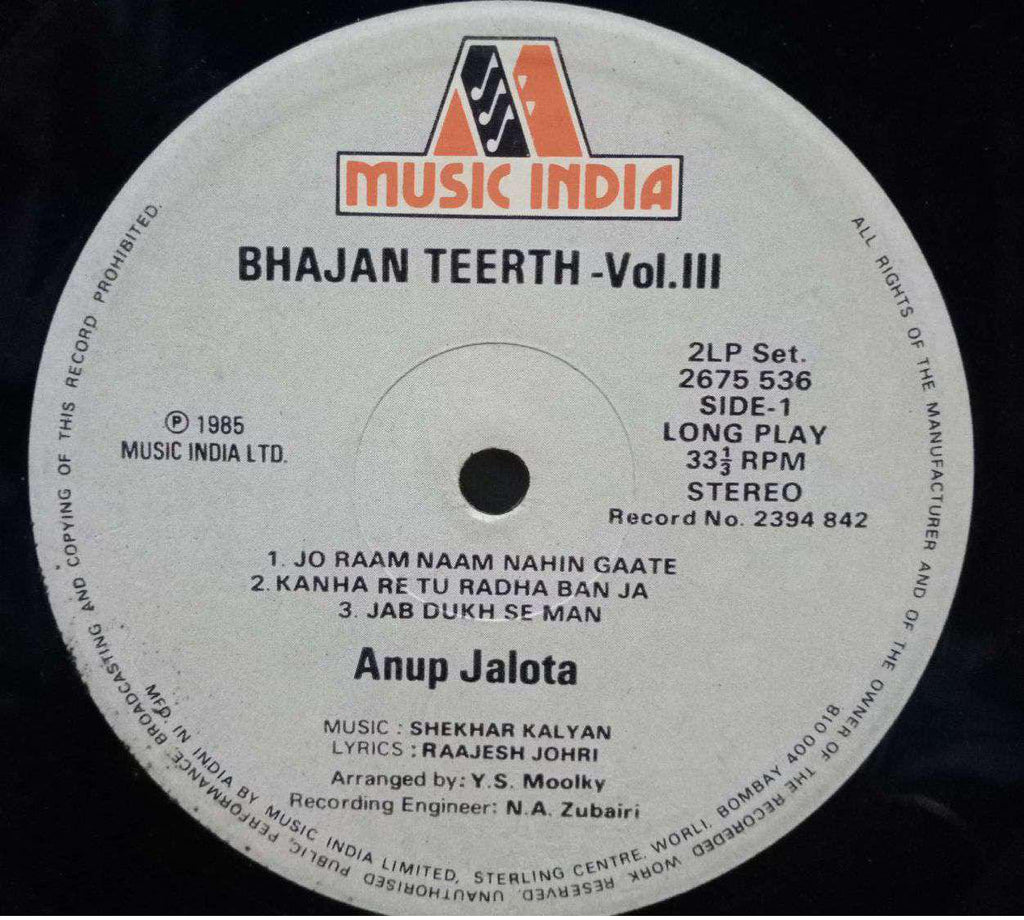 MUSIC INDIA
BHAJAN TEERTH -Vol.III
2LP Set.
2675 536
SIDE-1
LONG PLAY
33⅓ RPM
STEREO
Record No. 2394 842
Ⓟ 1985
MUSIC INDIA LTD.
1. JO RAAM NAAM NAHIN GAATE
2. KANHA RE TU RADHA BAN JA
3. JAB DUKH SE MAN
Anup Jalota
MUSIC : SHEKHAR KALYAN
LYRICS : RAAJESH JOHRI
Arranged by: Y.S. Moolky
Recording Engineer: N.A. Zubairi
MFD. IN INDIA BY MUSIC INDIA LIMITED, STERLING CENTRE, WORLI, BOMBAY 400 018
ALL RIGHTS OF THE MANUFACTURER AND OF THE OWNER OF THE RECORDED WORK RESERVED. UNAUTHORISED PUBLIC, PERFORMANCE, BROADCASTING AND COPYING OF THIS RECORD PROHIBITED.